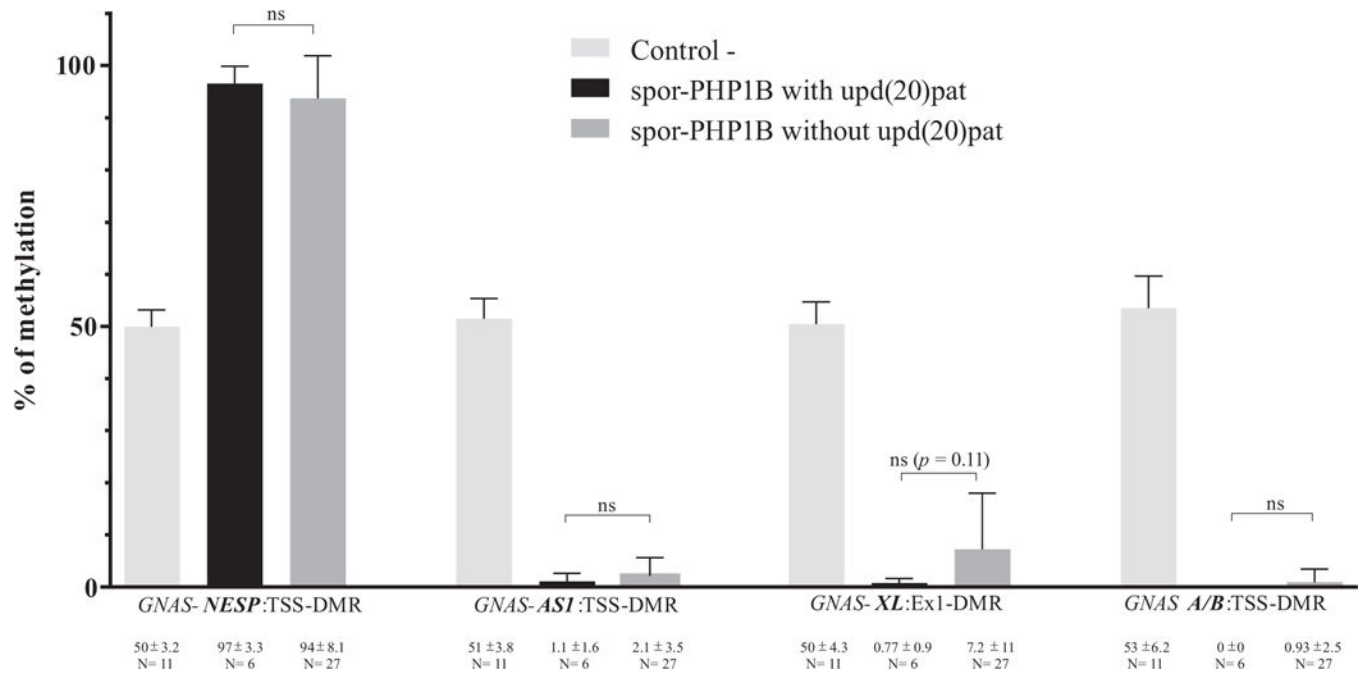 ns
100
50
0
% of methylation
Control -
spor-PHP1B with upd(20)pat
spor-PHP1B without upd(20)pat
ns
ns (p = 0.11)
ns
GNAS- NESP:TSS-DMR
GNAS- AS1:TSS-DMR
GNAS- XL:Ex1-DMR
GNAS A/B:TSS-DMR
50±3.2 97±3.3 94±8.1 51±3.8 1.1±1.6 2.1±3.5 50±4.3 0.77±0.9 7.2 ±11 53 ±6.2 0 ±0 0.93 ±2.5
N= 11 N= 6 N= 27 N= 11 N= 6 N= 27 N= 11 N= 6 N= 27 N= 11 N= 6 N= 27